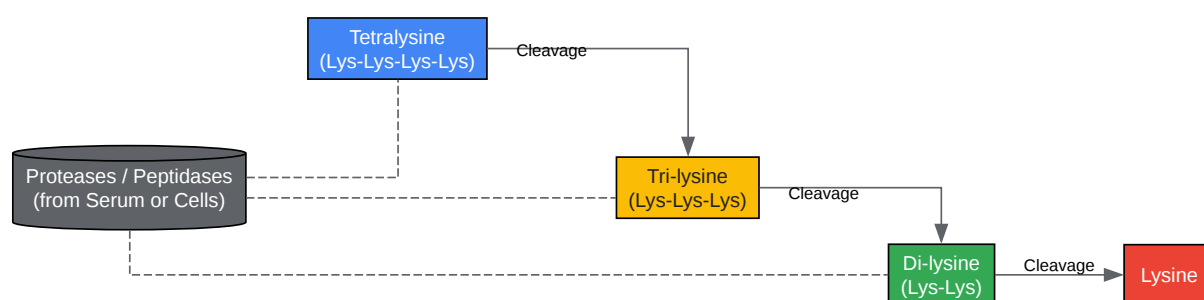 Tetralysine
(Lys-Lys-Lys-Lys)
Cleavage
Proteases / Peptidases
(from Serum or Cells)
Tri-lysine
(Lys-Lys-Lys)
Cleavage
Di-lysine
(Lys-Lys)
Cleavage
Lysine